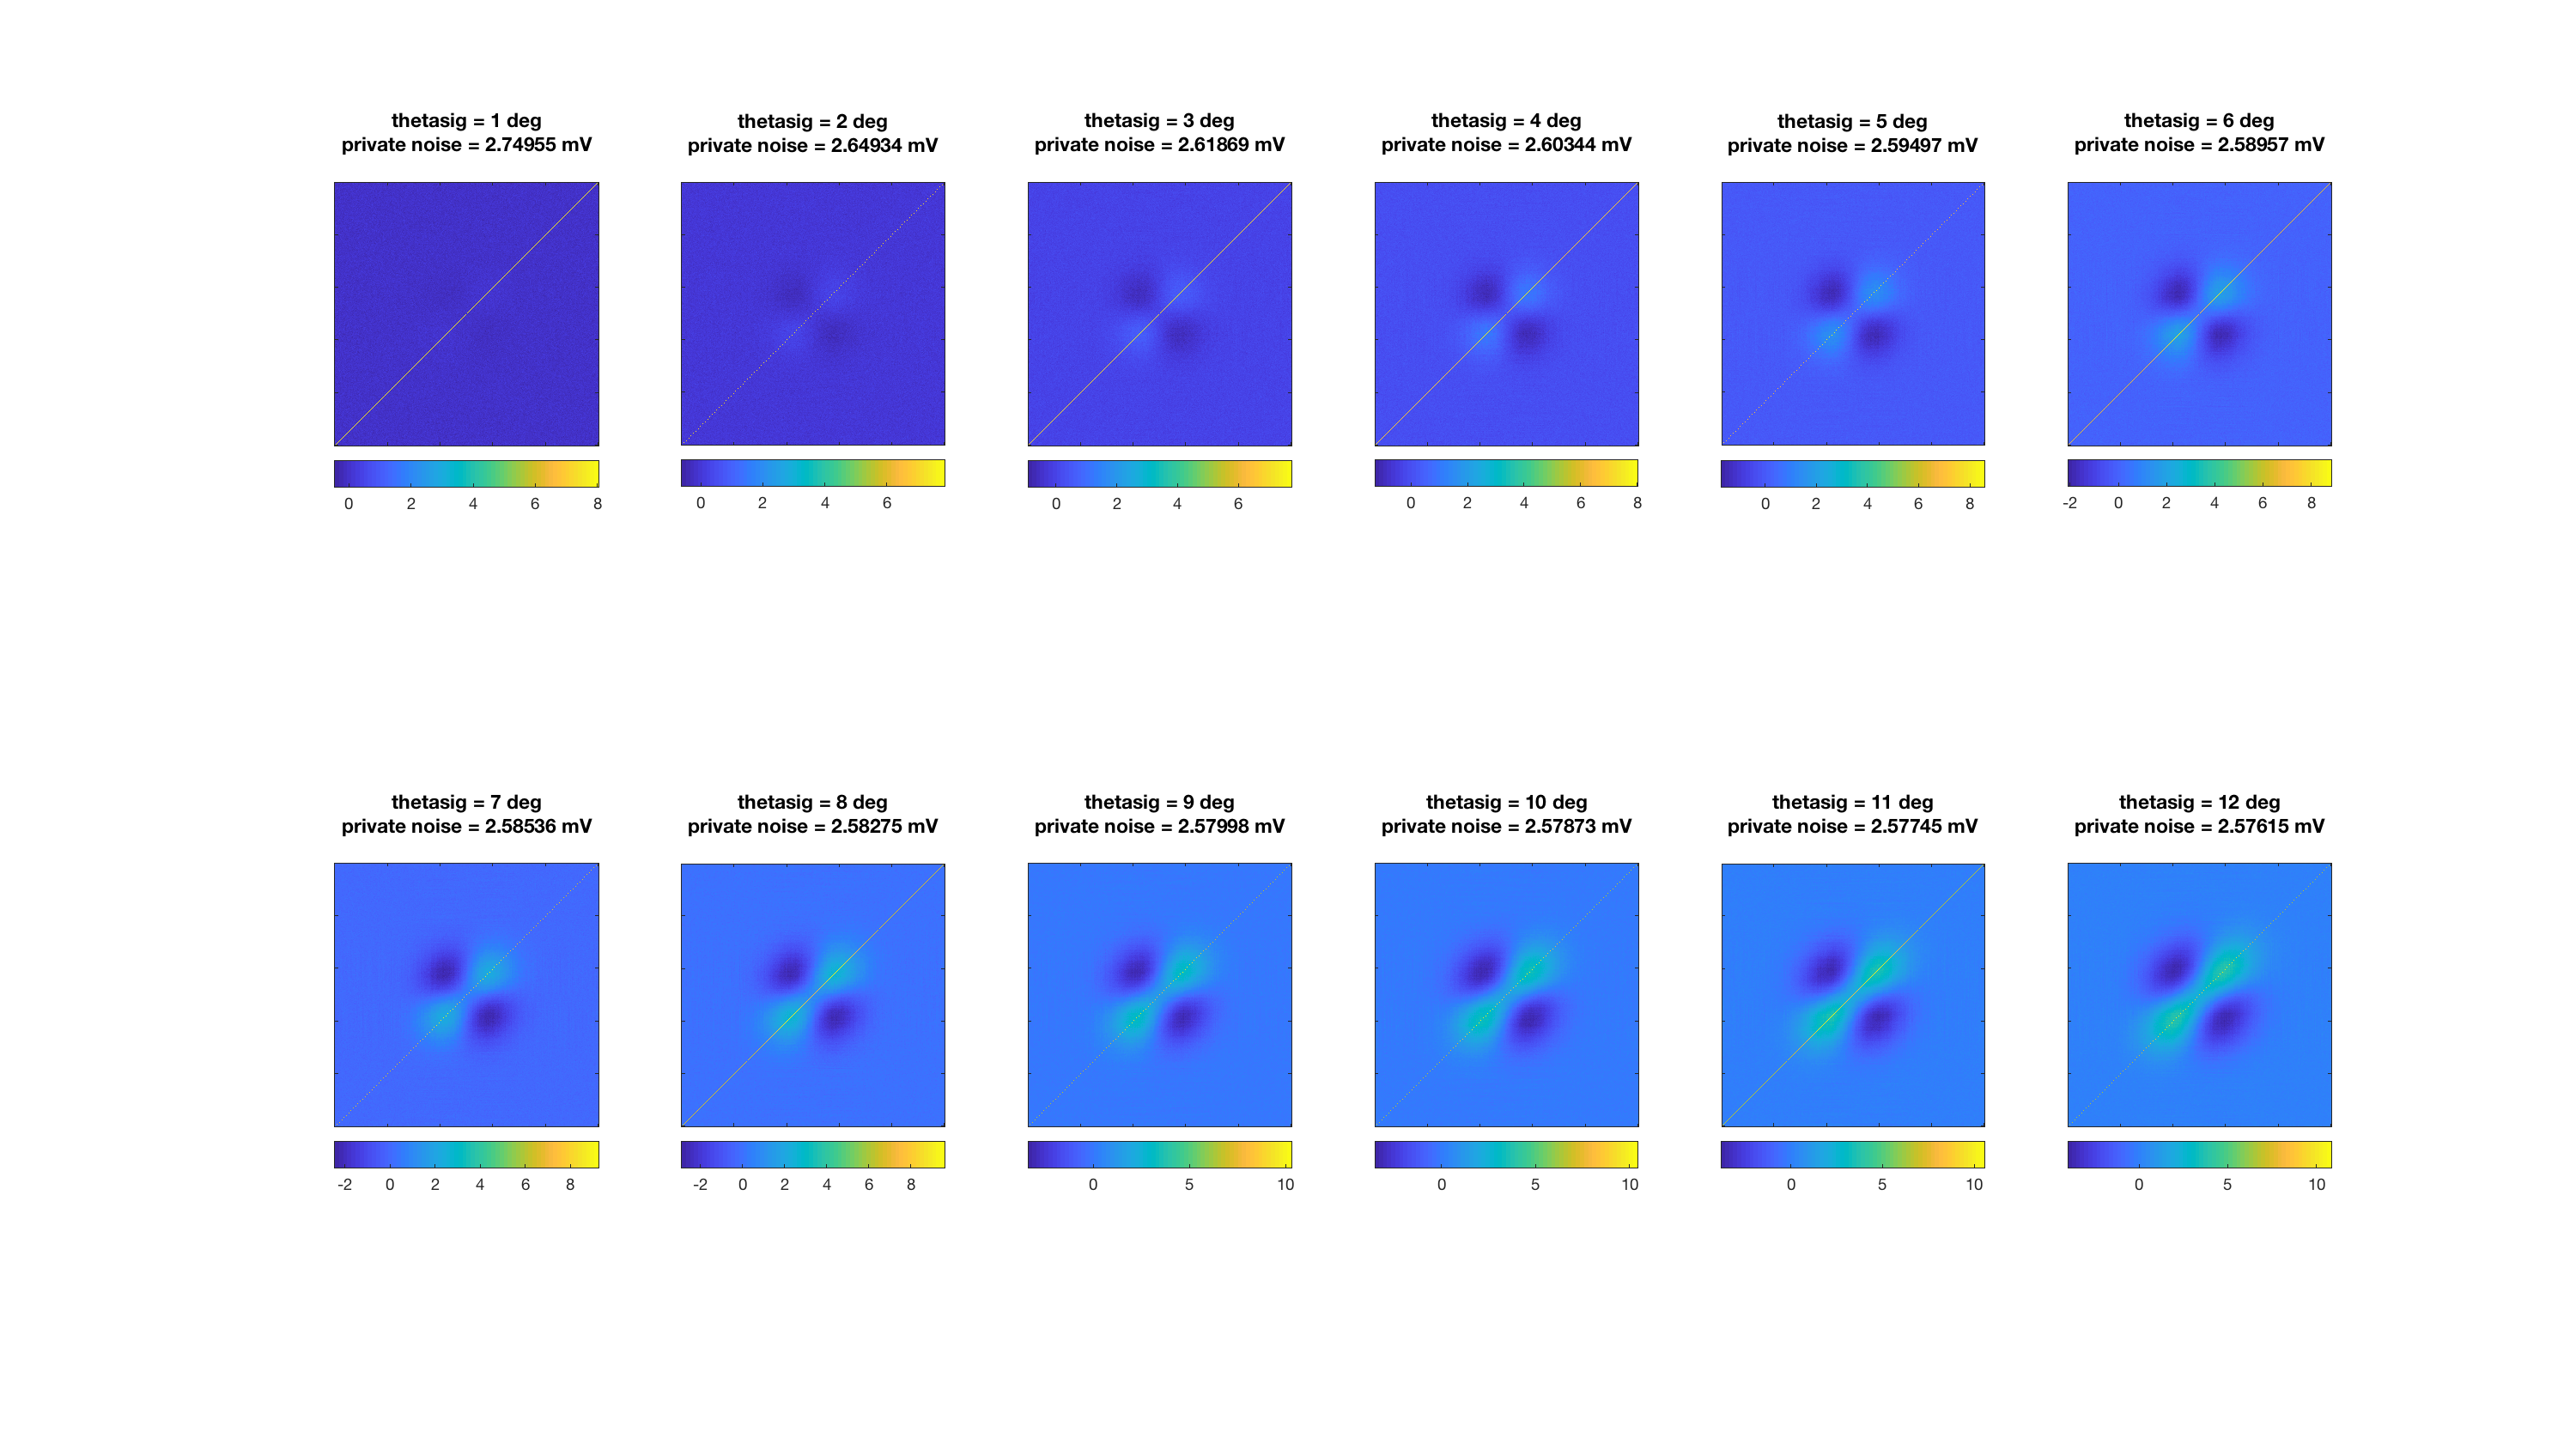 thetasig = 1 deg
private noise = 2.74955 mV
thetasig = 2 deg
private noise = 2.64934 mV
thetasig = 3 deg
private noise = 2.61869 mV
thetasig = 4 deg
private noise = 2.60344 mV
thetasig = 5 deg
private noise = 2.59497 mV
thetasig = 6 deg
private noise = 2.58957 mV
0 2 4 6 8
0 2 4 6
0 2 4 6
0 2 4 6 8
0 2 4 6 8
-2 0 2 4 6 8
thetasig = 7 deg
private noise = 2.58536 mV
thetasig = 8 deg
private noise = 2.58275 mV
thetasig = 9 deg
private noise = 2.57998 mV
thetasig = 10 deg
private noise = 2.57873 mV
thetasig = 11 deg
private noise = 2.57745 mV
thetasig = 12 deg
private noise = 2.57615 mV
-2 0 2 4 6 8
-2 0 2 4 6 8
0 5 10
0 5 10
0 5 10
0 5 10